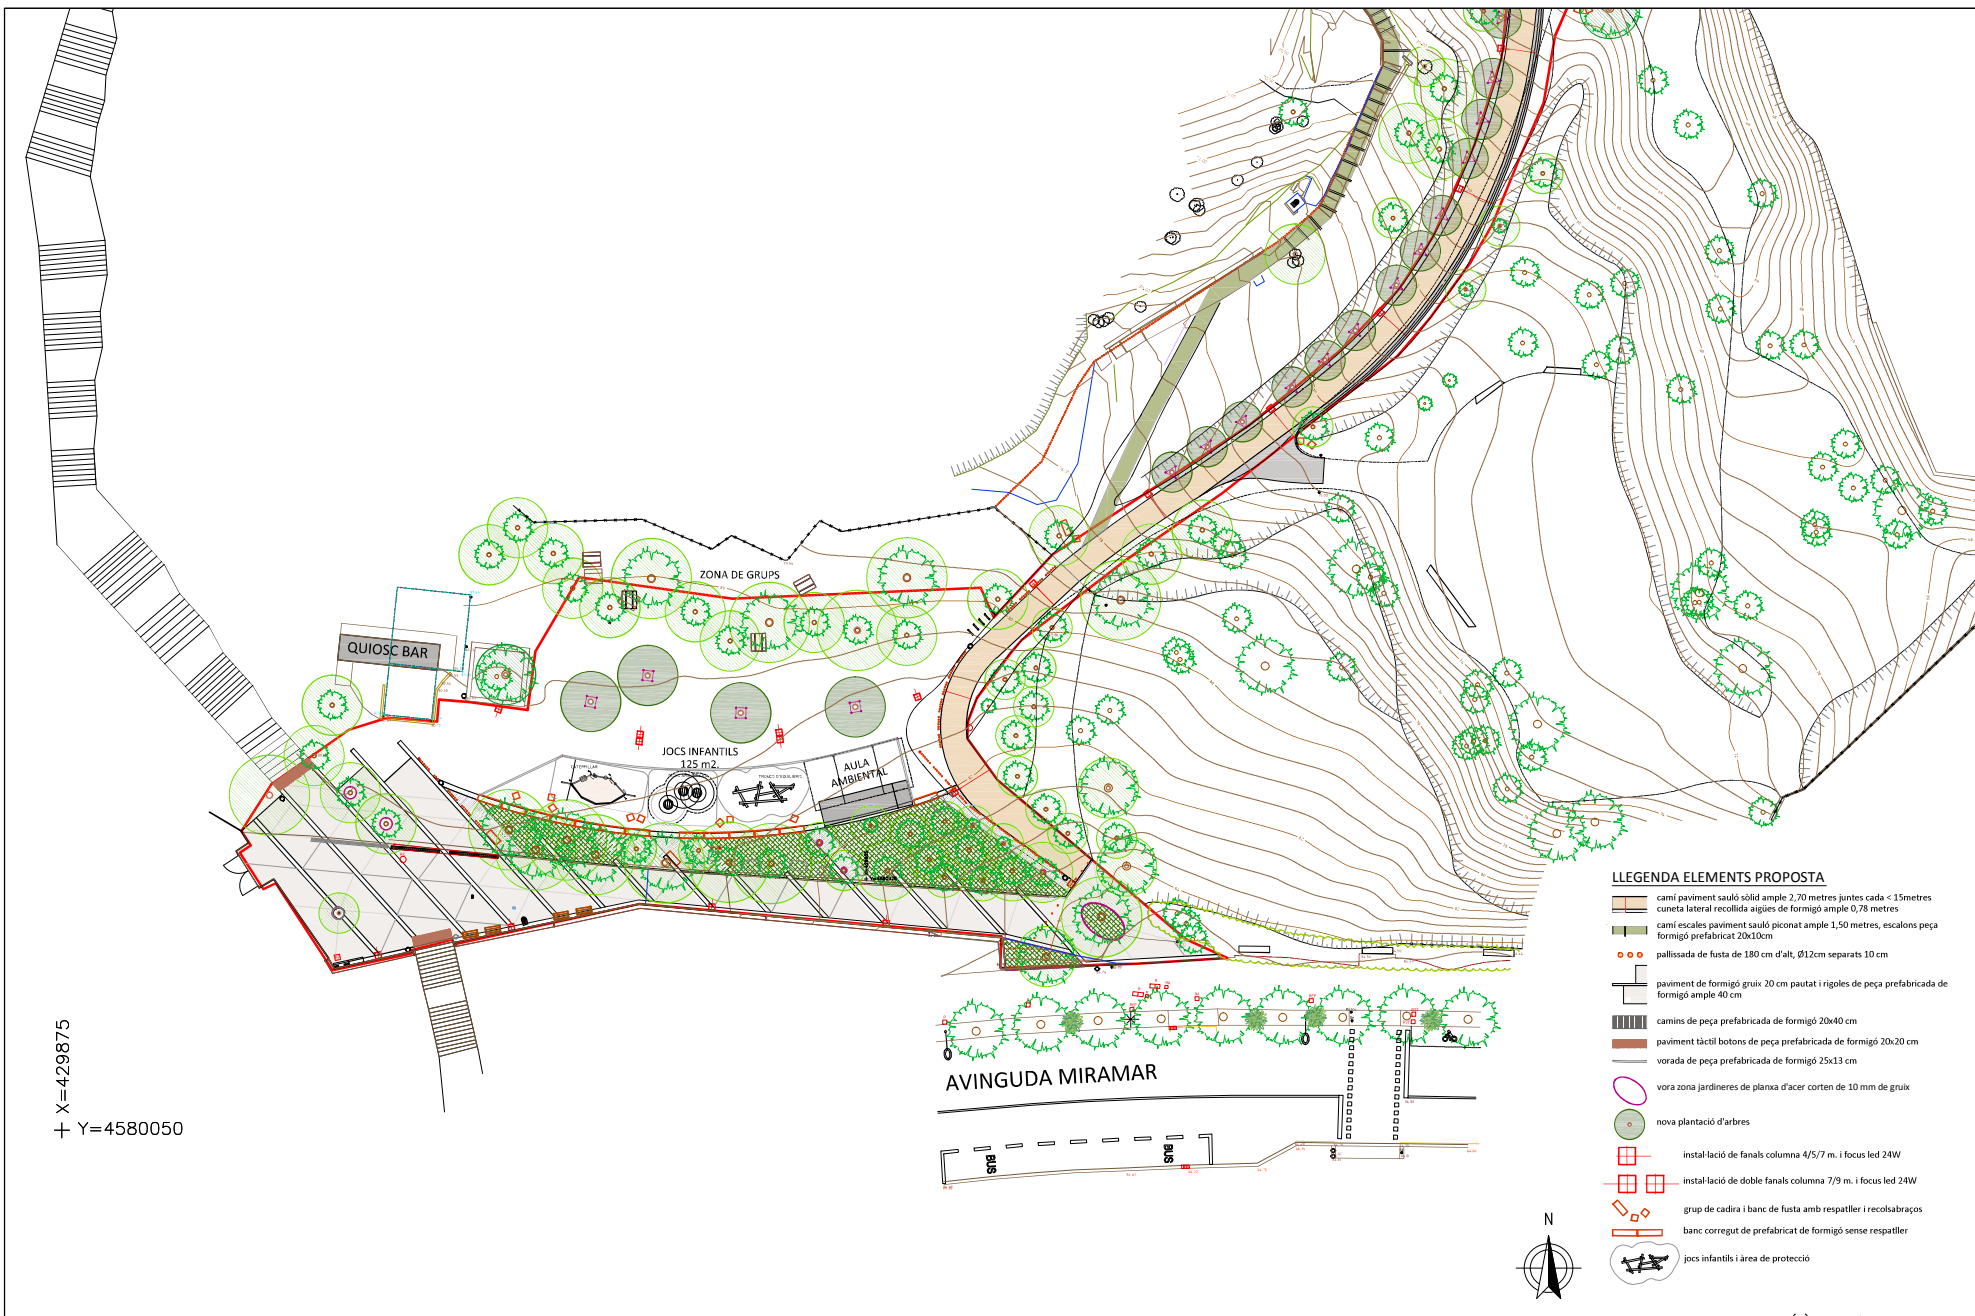 ZONA DE GRUPS
QUIOSC BAR
JOCS INFANTILS
125 m2.
AULA
AMBIENTAL
LLEGENDA ELEMENTS PROPOSTA
camí paviment sauló sòlid ample 2,70 metres juntes cada < 15metres
cuneta lateral recollida aigües de formigó ample 0,78 metres
camí escales paviment sauló piconat ample 1,50 metres, escalons peça
formigó prefabricat 20x10cm
pallissada de fusta de 180 cm d'alt, Ø12cm separats 10 cm
paviment de formigó gruix 20 cm pautat i rigoles de peça prefabricada de
formigó ample 40 cm
camins de peça prefabricada de formigó 20x40 cm
paviment tàctil botons de peça prefabricada de formigó 20x20 cm
vorada de peça prefabricada de formigó 25x13 cm
vora zona jardineres de planxa d'acer corten de 10 mm de gruix
nova plantació d'arbres
instal·lació de fanals columna 4/5/7 m. i focus led 24W
instal·lació de doble fanals columna 7/9 m. i focus led 24W
grup de cadira i banc de fusta amb respatller i recolsabraços
banc corregut de prefabricat de formigó sense respatller
jocs infantils i àrea de protecció
AVINGUDA MIRAMAR
BUS
BUS
X=429875
Y=4580050
N